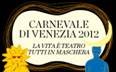 CARNEVALE
DI VENEZIA 2012
LA VITA È TEATRO
TUTTI IN MASCHERA